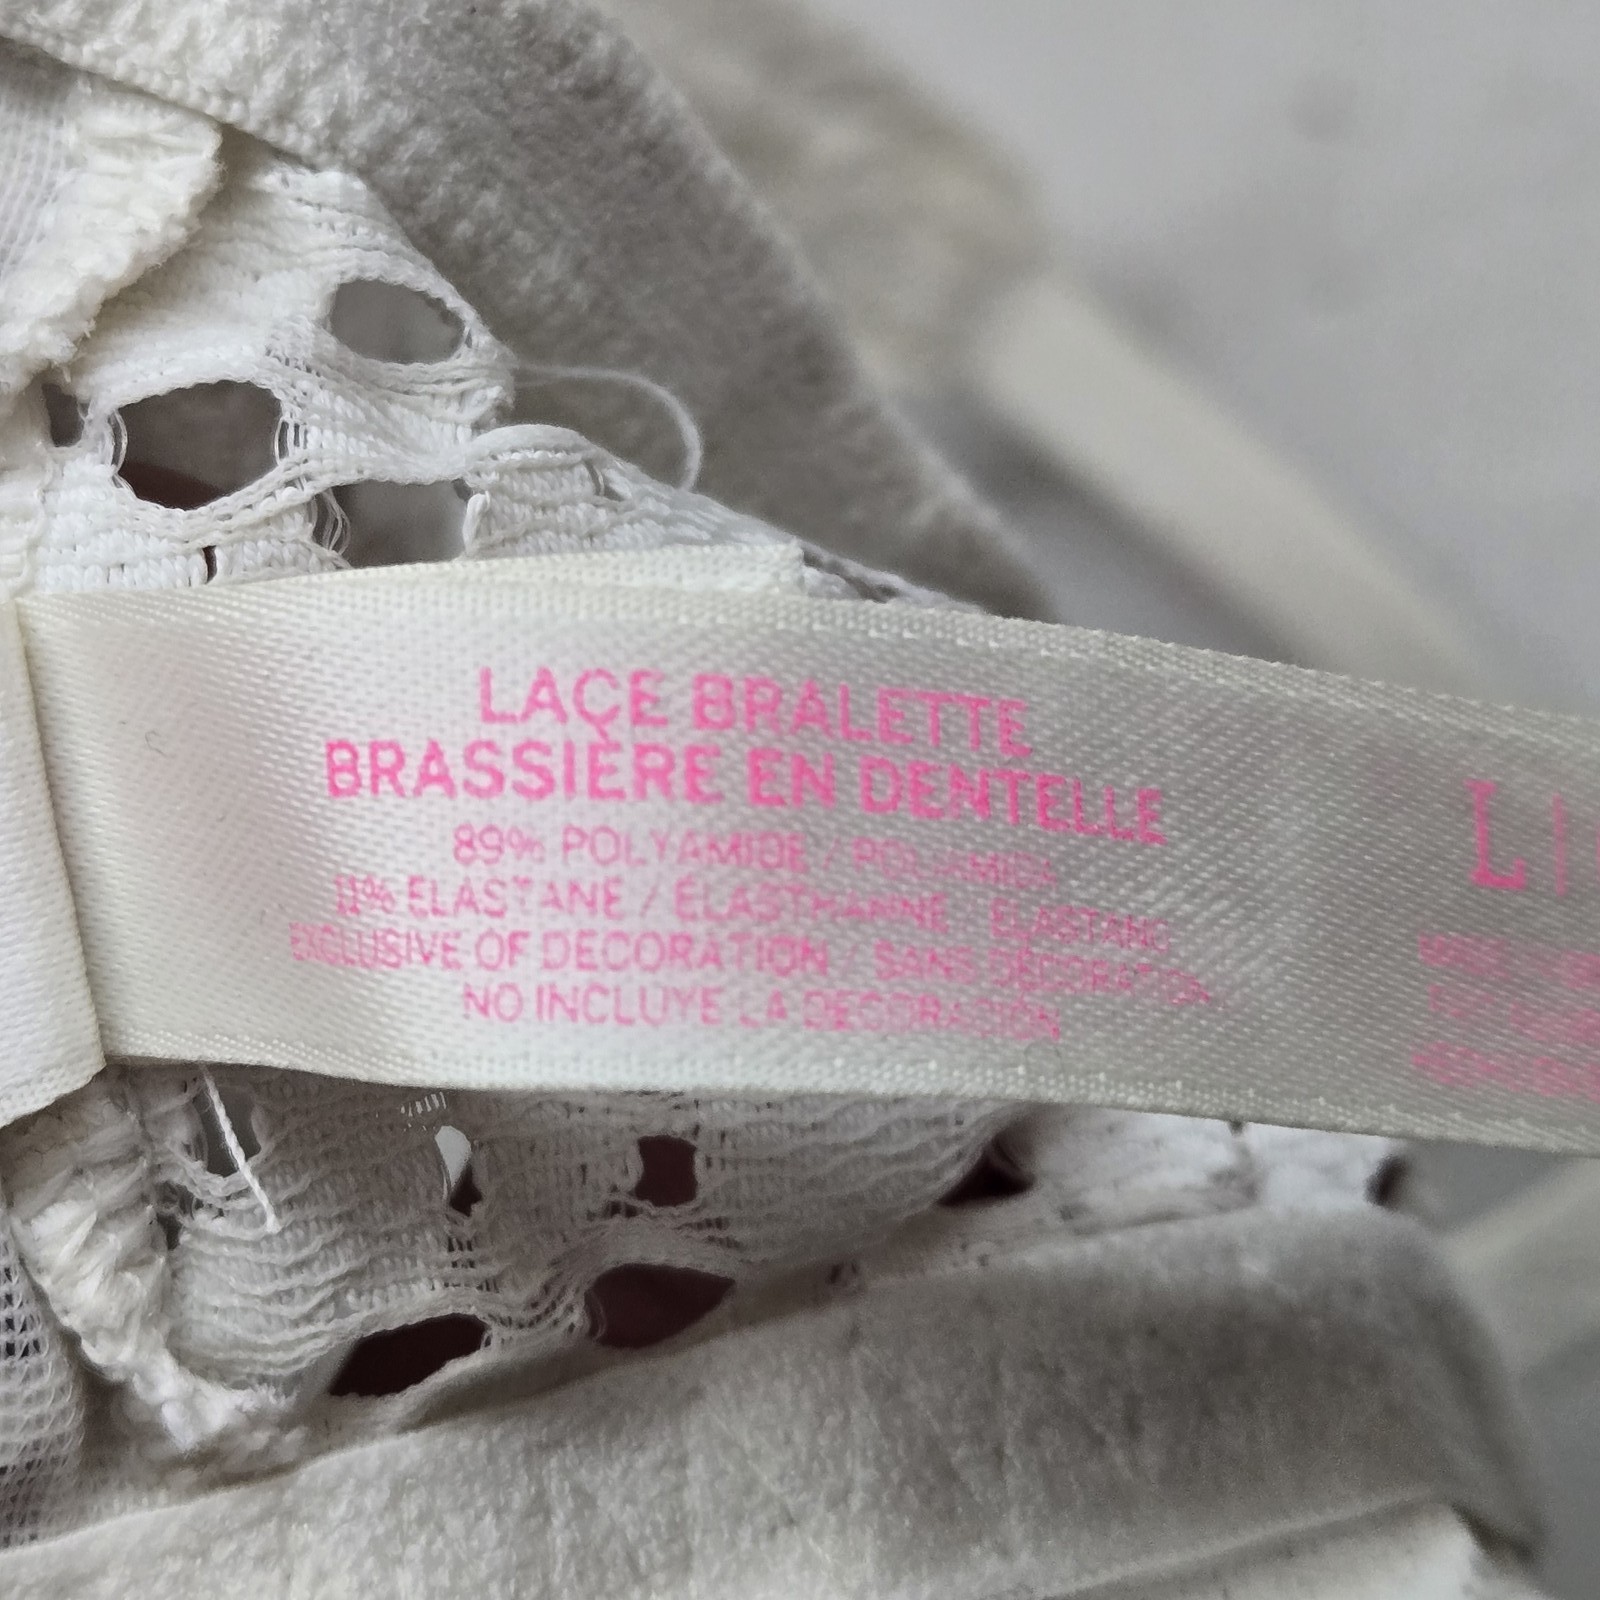 LACE BRALETTE
BRASSIÈRE EN DENTELLE
89% POLYAMIDE / POLIAMIDA
11% ELASTANE / ÉLASTHANNE / ELASTANO
EXCLUSIVE OF DECORATION / SANS DÉCORATION
NO INCLUYE LA DECORACIÓN
L